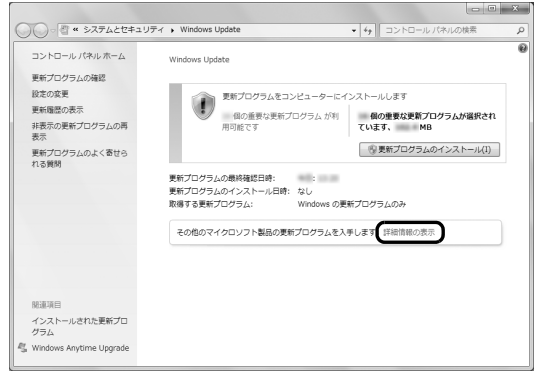 « システムとセキュリティ ▸ Windows Update
コントロール パネルの検索
コントロール パネル ホーム
更新プログラムの確認
設定の変更
更新履歴の表示
非表示の更新プログラムの再
表示
更新プログラムのよく寄せら
れる質問
Windows Update
更新プログラムをコンピューターにインストールします
個の重要な更新プログラム が利
用可能です
個の重要な更新プログラムが選択され
ています、 MB
更新プログラムのインストール(I)
更新プログラムの最終確認日時:
更新プログラムのインストール日時: なし
取得する更新プログラム: Windows の更新プログラムのみ
その他のマイクロソフト製品の更新プログラムを入手します 詳細情報の表示
関連項目
インストールされた更新プロ
グラム
Windows Anytime Upgrade